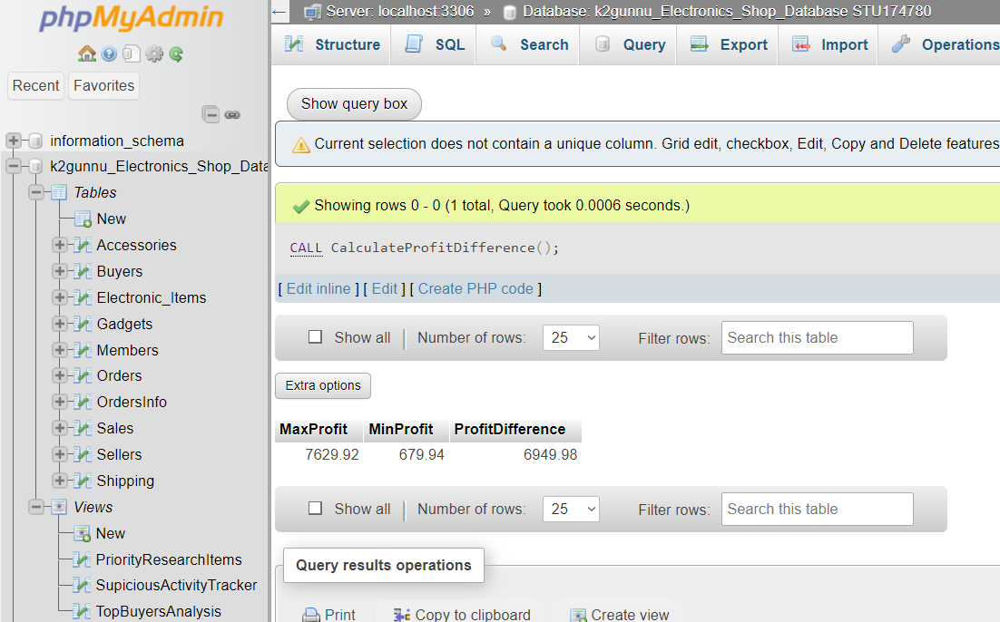 phpMyAdmin
Recent
Favorites
information_schema
k2gunnu_Electronics_Shop_Data
Tables
New
Accessories
Buyers
Electronic_Items
Gadgets
Members
Orders
OrdersInfo
Sales
Sellers
Shipping
Views
New
PriorityResearchItems
SupiciousActivityTracker
TopBuyersAnalysis
← Server: localhost:3306 » Database: k2gunnu_Electronics_Shop_Database STU174780
Structure SQL Search Query Export Import Operations
Show query box
Current selection does not contain a unique column. Grid edit, checkbox, Edit, Copy and Delete features
Showing rows 0 - 0 (1 total, Query took 0.0006 seconds.)
CALL CalculateProfitDifference();
[ Edit inline ] [ Edit ] [ Create PHP code ]
Show all | Number of rows: 25 Filter rows: Search this table
Extra options
MaxProfit MinProfit ProfitDifference
7629.92 679.94 6949.98
Show all | Number of rows: 25 Filter rows: Search this table
Query results operations
Print Copy to clipboard Create view